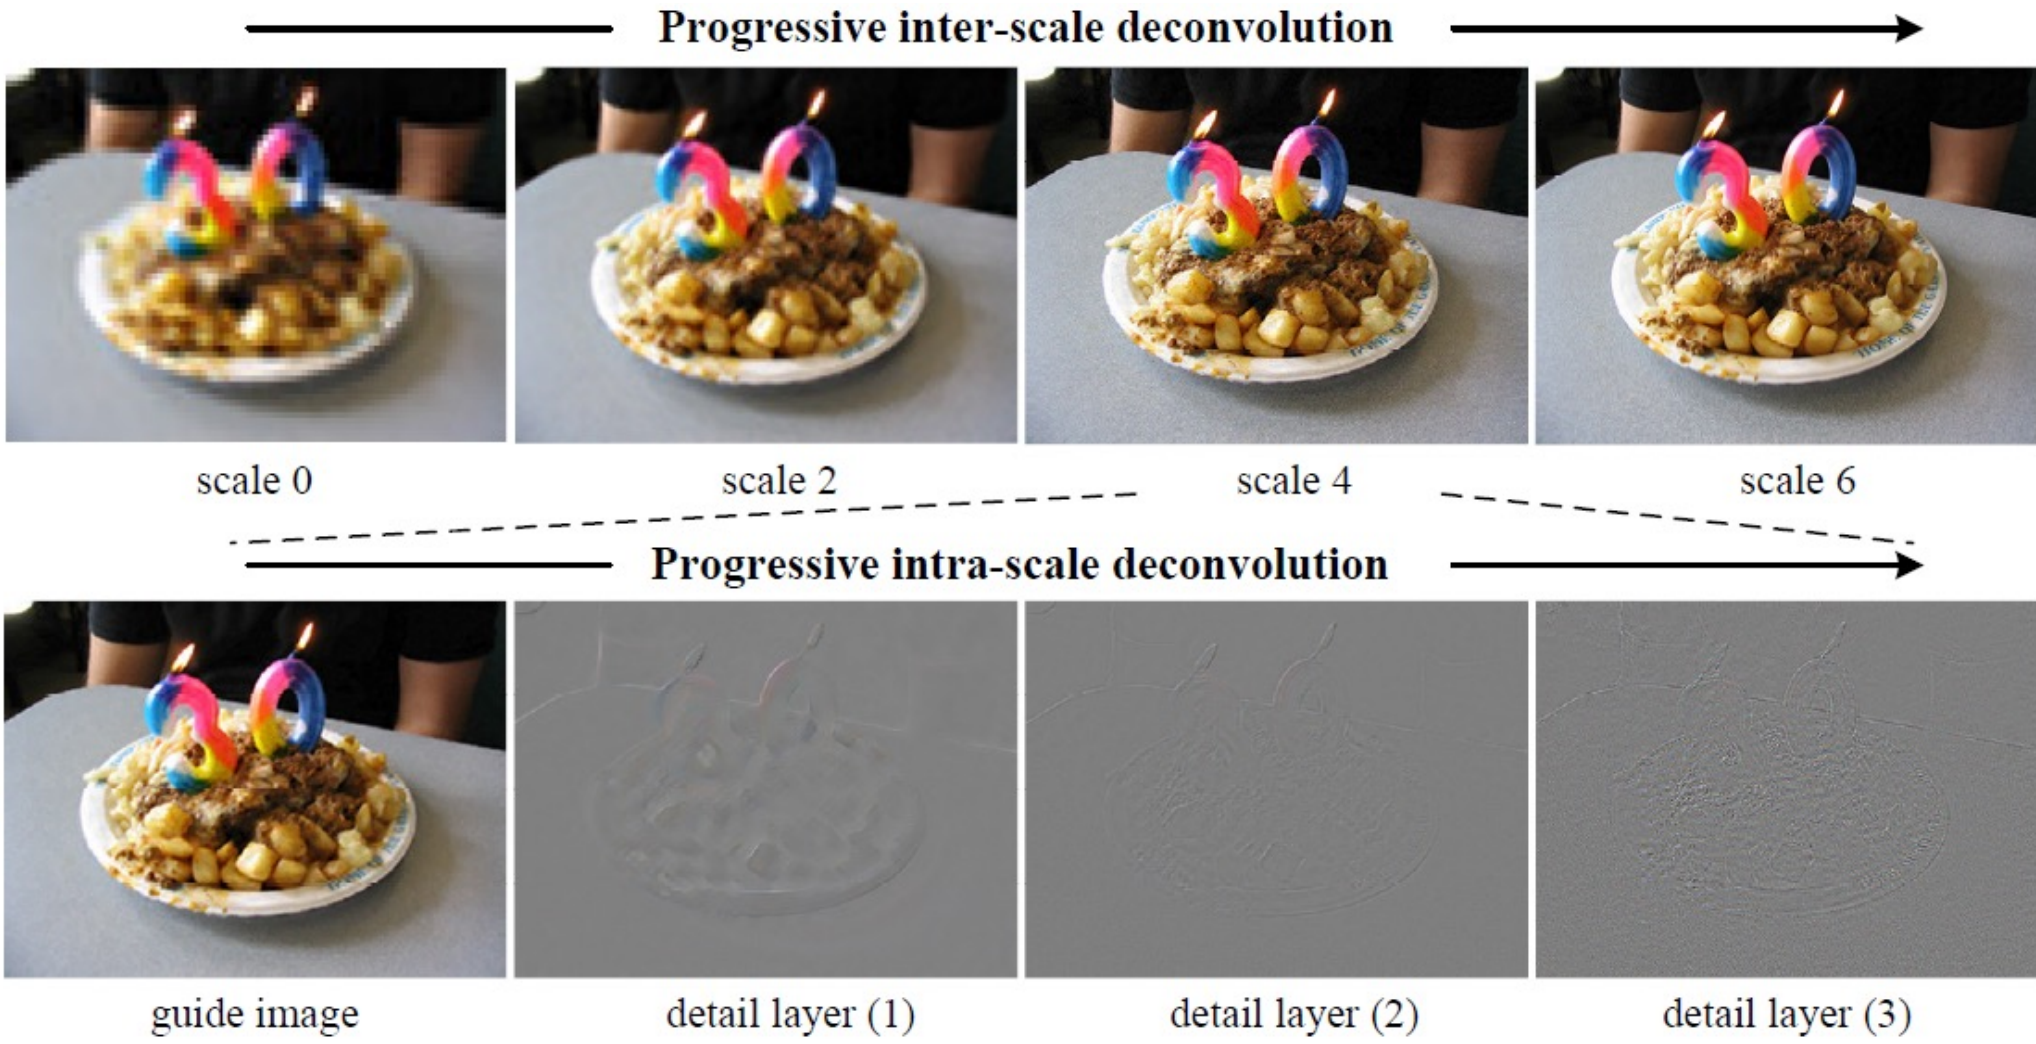 Progressive inter-scale deconvolution
scale 0
scale 2
scale 4
scale 6
Progressive intra-scale deconvolution
guide image
detail layer (1)
detail layer (2)
detail layer (3)